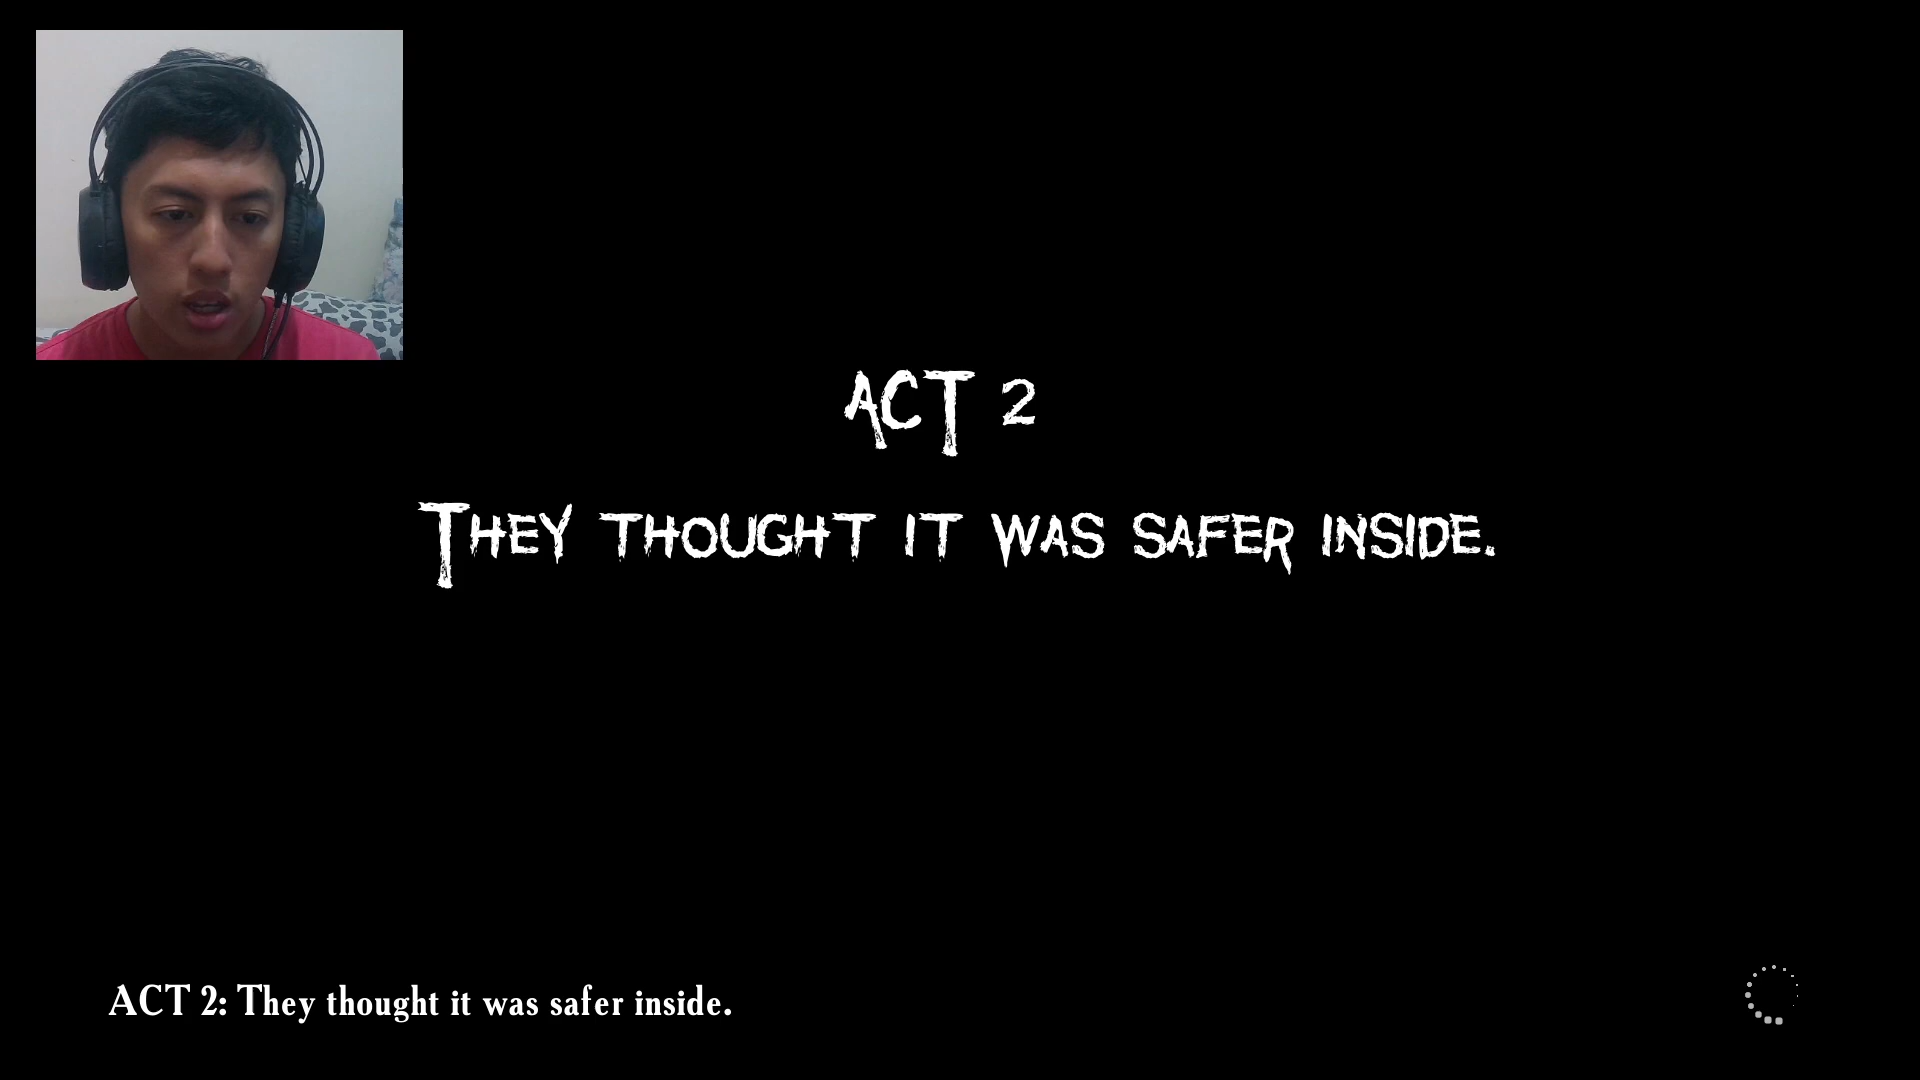 ACT 2
They thought it was safer inside.
ACT 2: They thought it was safer inside.